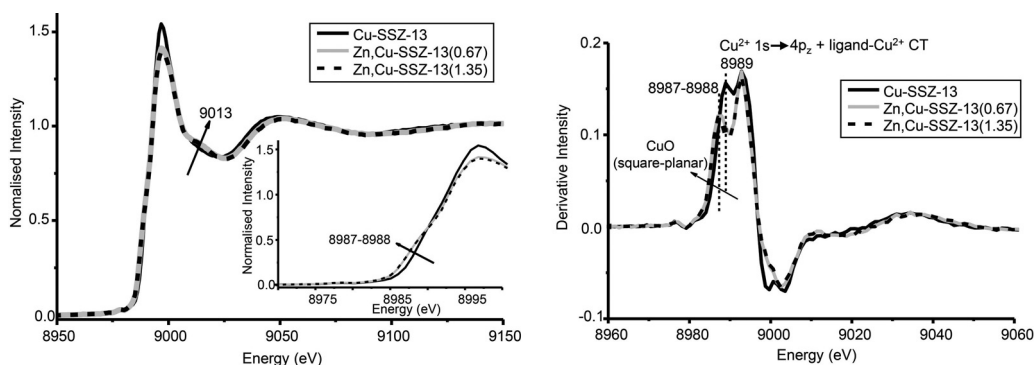 1.5
1.0
0.5
0.0
Nomalised Intensity
Cu-SSZ-13
Zn,Cu-SSZ-13(0.67)
Zn,Cu-SSZ-13(1.35)
9013
1.5
1.0
0.5
0.0
Normalised Intensity
8987-8988
8975 8985 8995
Energy (eV)
8950 9000 9050 9100 9150
Energy (eV)
Cu²⁺ 1s→4pz + ligand-Cu²⁺ CT
0.2
0.1
0.0
-0.1
Derivative Intensity
8989
8987-8988
Cu-SSZ-13
Zn,Cu-SSZ-13(0.67)
Zn,Cu-SSZ-13(1.35)
CuO
(square-planar)
8960 8980 9000 9020 9040 9060
Energy (eV)